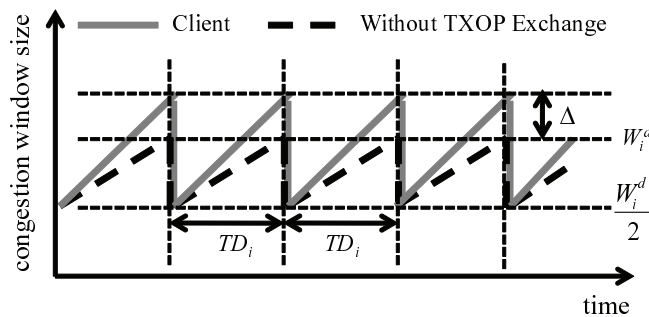 Client
Without TXOP Exchange
congestion window size
Δ
W_i^d
W_i^d
2
TD_i
TD_i
time